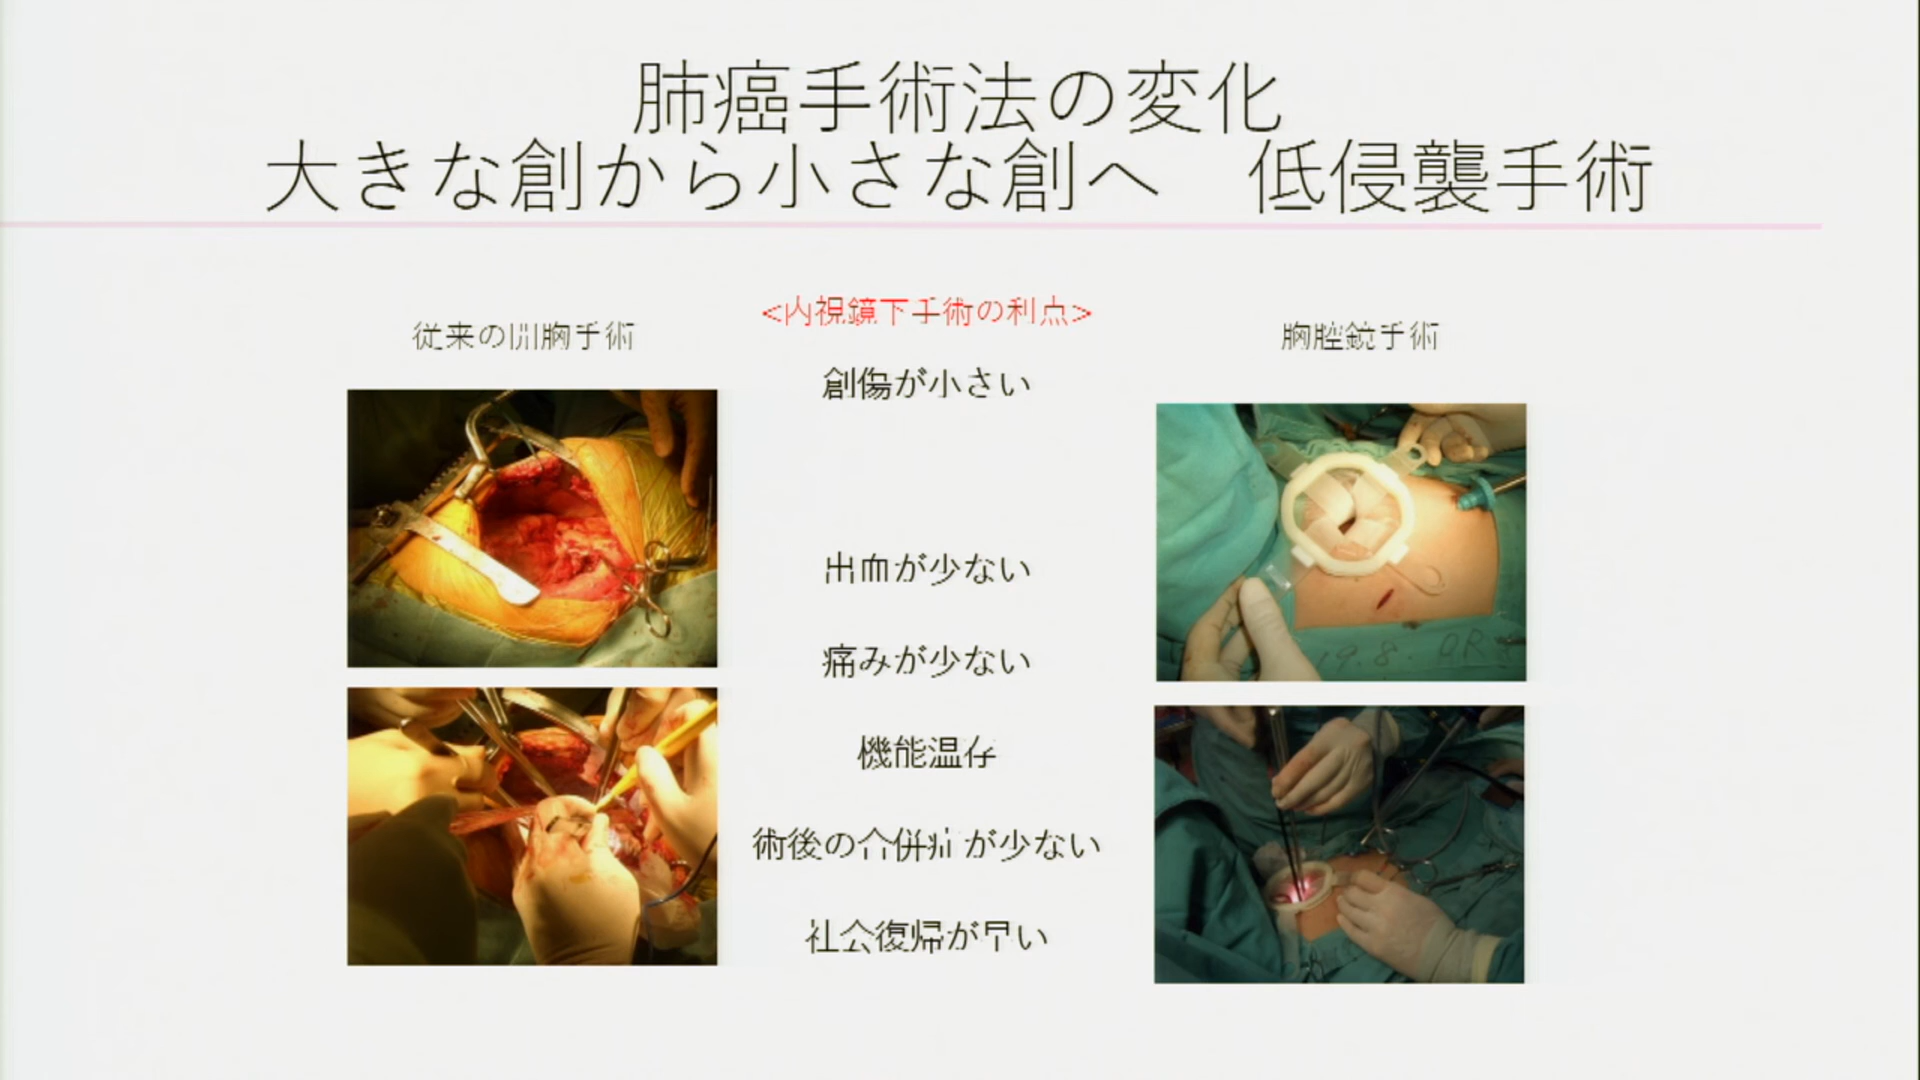 肺癌手術法の変化
大きな創から小さな創へ 低侵襲手術
従来の開胸手術
<内視鏡下手術の利点>
胸腔鏡手術
創傷が小さい
出血が少ない
痛みが少ない
機能温存
術後の合併症が少ない
社会復帰が早い
19.8.